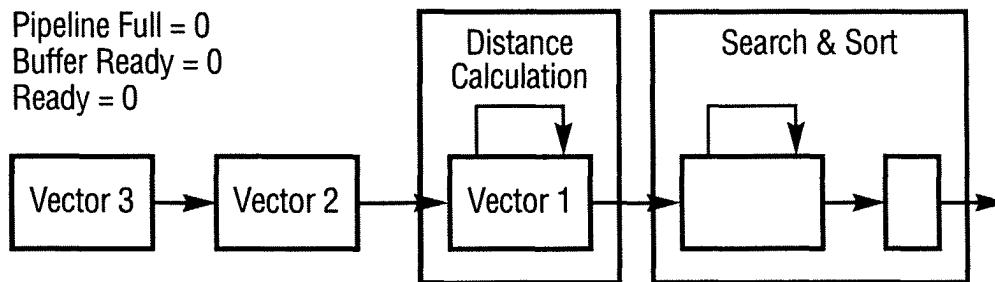 Pipeline Full = 0
Buffer Ready = 0
Ready = 0
Distance
Calculation
Search & Sort
Vector 3
Vector 2
Vector 1